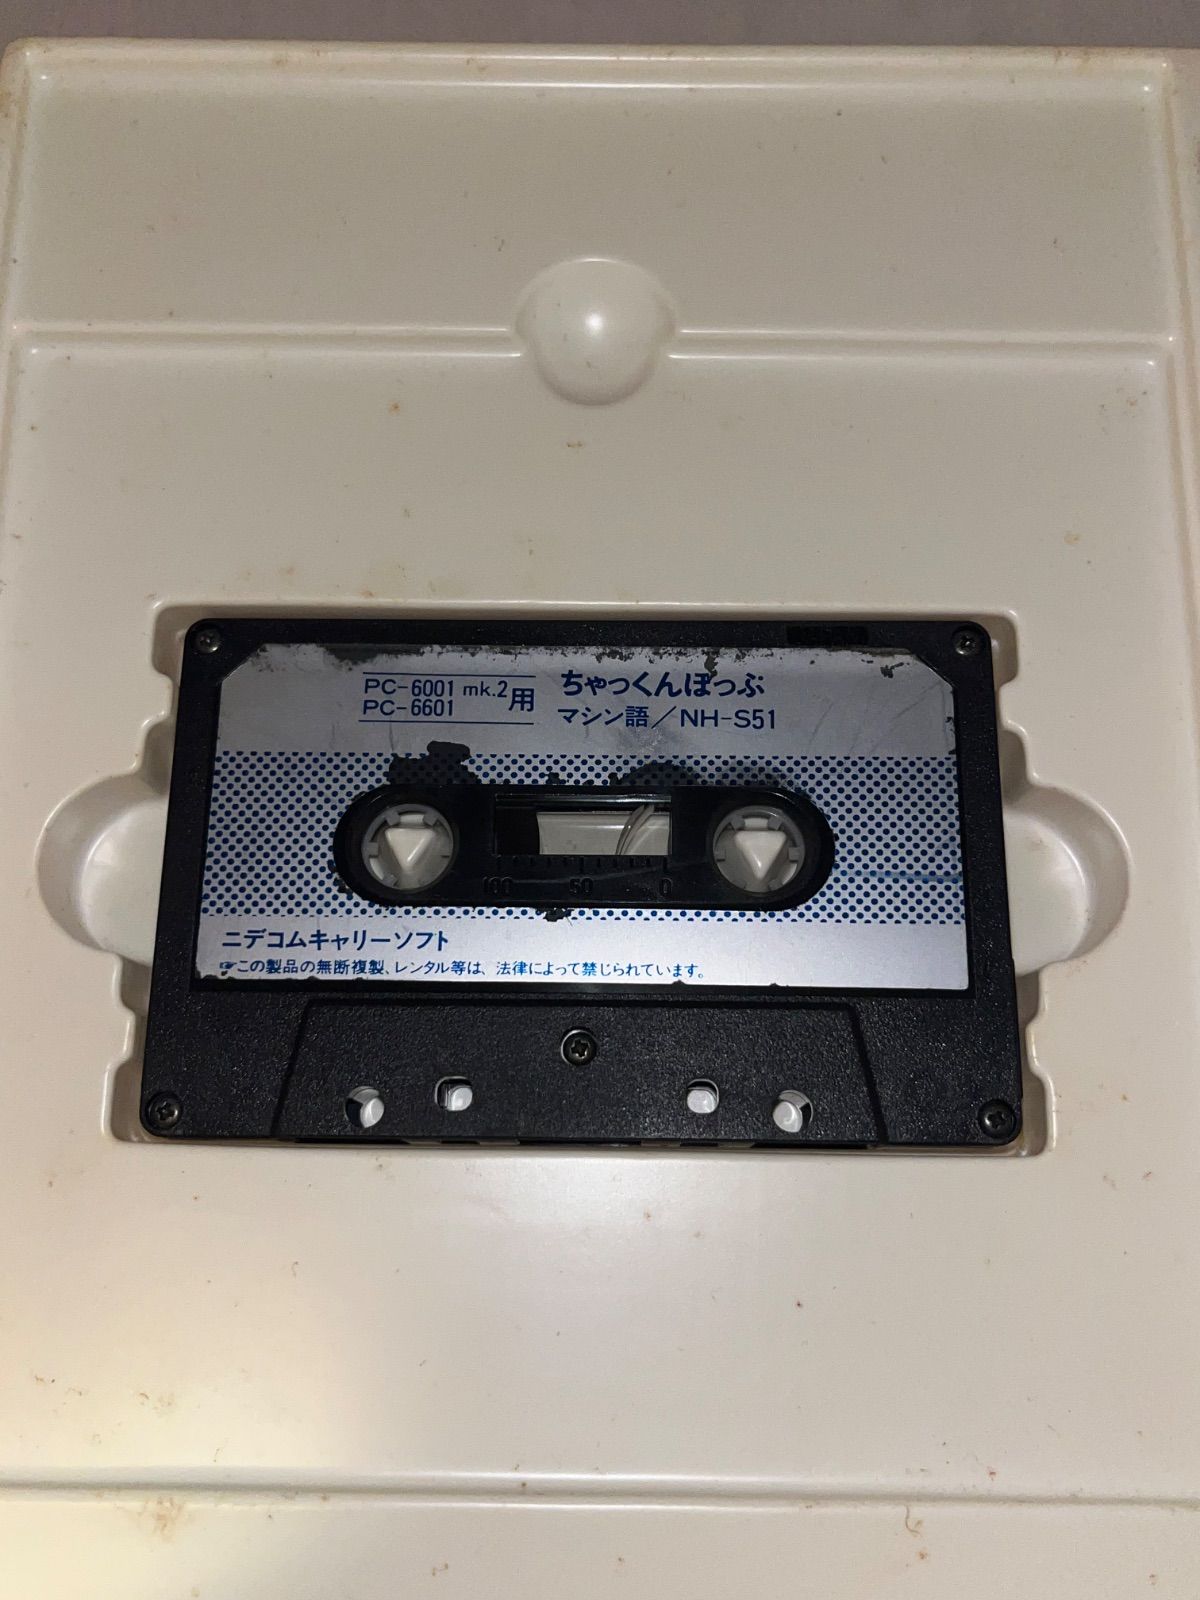 PC-6001 mk.2用
PC-6601
ちゃっくんぽっぷ
マシン語/NH-S51
100 50 0
ニデコムキャリーソフト
☞この製品の無断複製、レンタル等は、法律によって禁じられています。